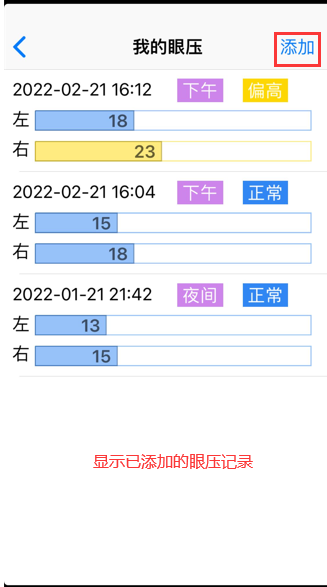 我的眼压 添加
2022-02-21 16:12 下午 偏高
左 18
右 23
2022-02-21 16:04 下午 正常
左 15
右 18
2022-01-21 21:42 夜间 正常
左 13
右 15
显示已添加的眼压记录